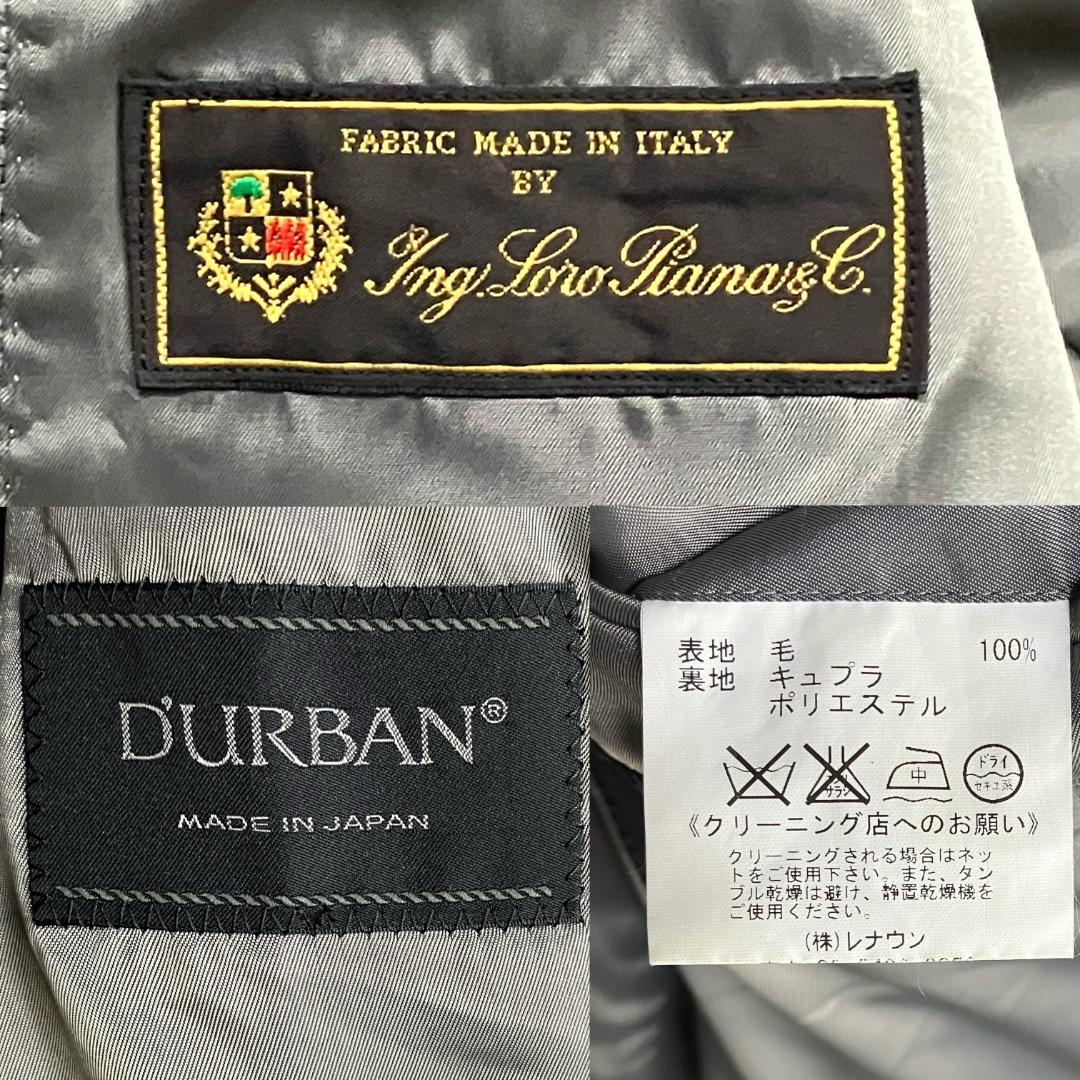 FABRIC MADE IN ITALY
BY
Ing. Loro Piana & C.
D'URBAN®
MADE IN JAPAN
表地 毛 100%
裏地 キュプラ
ポリエステル
中
ドライ
セキユ系
《クリーニング店へのお願い》
クリーニングされる場合はネッ
トをご使用下さい。また、タン
ブル乾燥は避け、静置乾燥機を
ご使用ください。
(株)レナウン